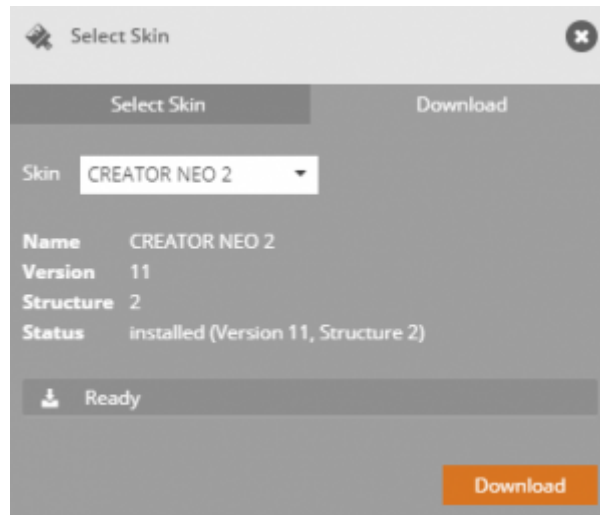 Select Skin
Select Skin Download
Skin CREATOR NEO 2
Name CREATOR NEO 2
Version 11
Structure 2
Status installed (Version 11, Structure 2)
Ready
Download